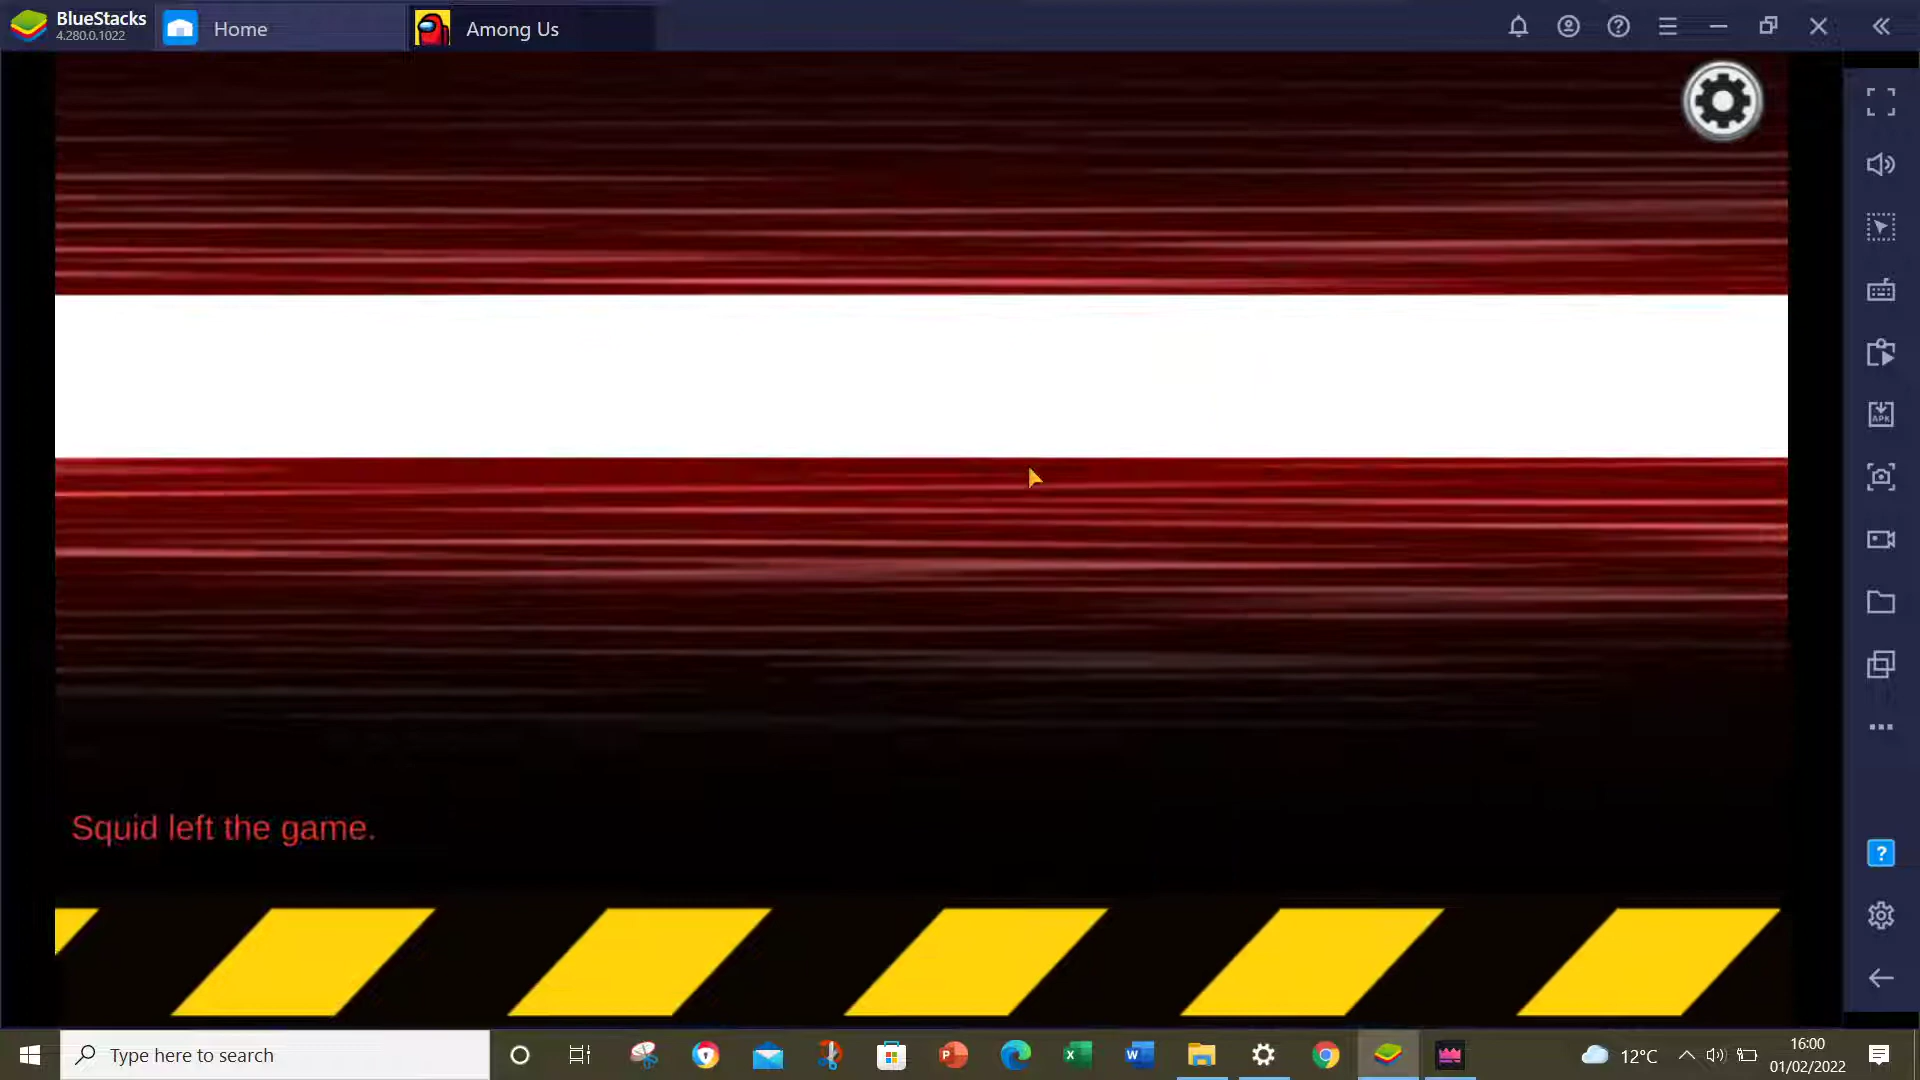 BlueStacks
4.280.0.1022
Home
Among Us
APK
Squid left the game.
Type here to search
12°C
16:00
01/02/2022